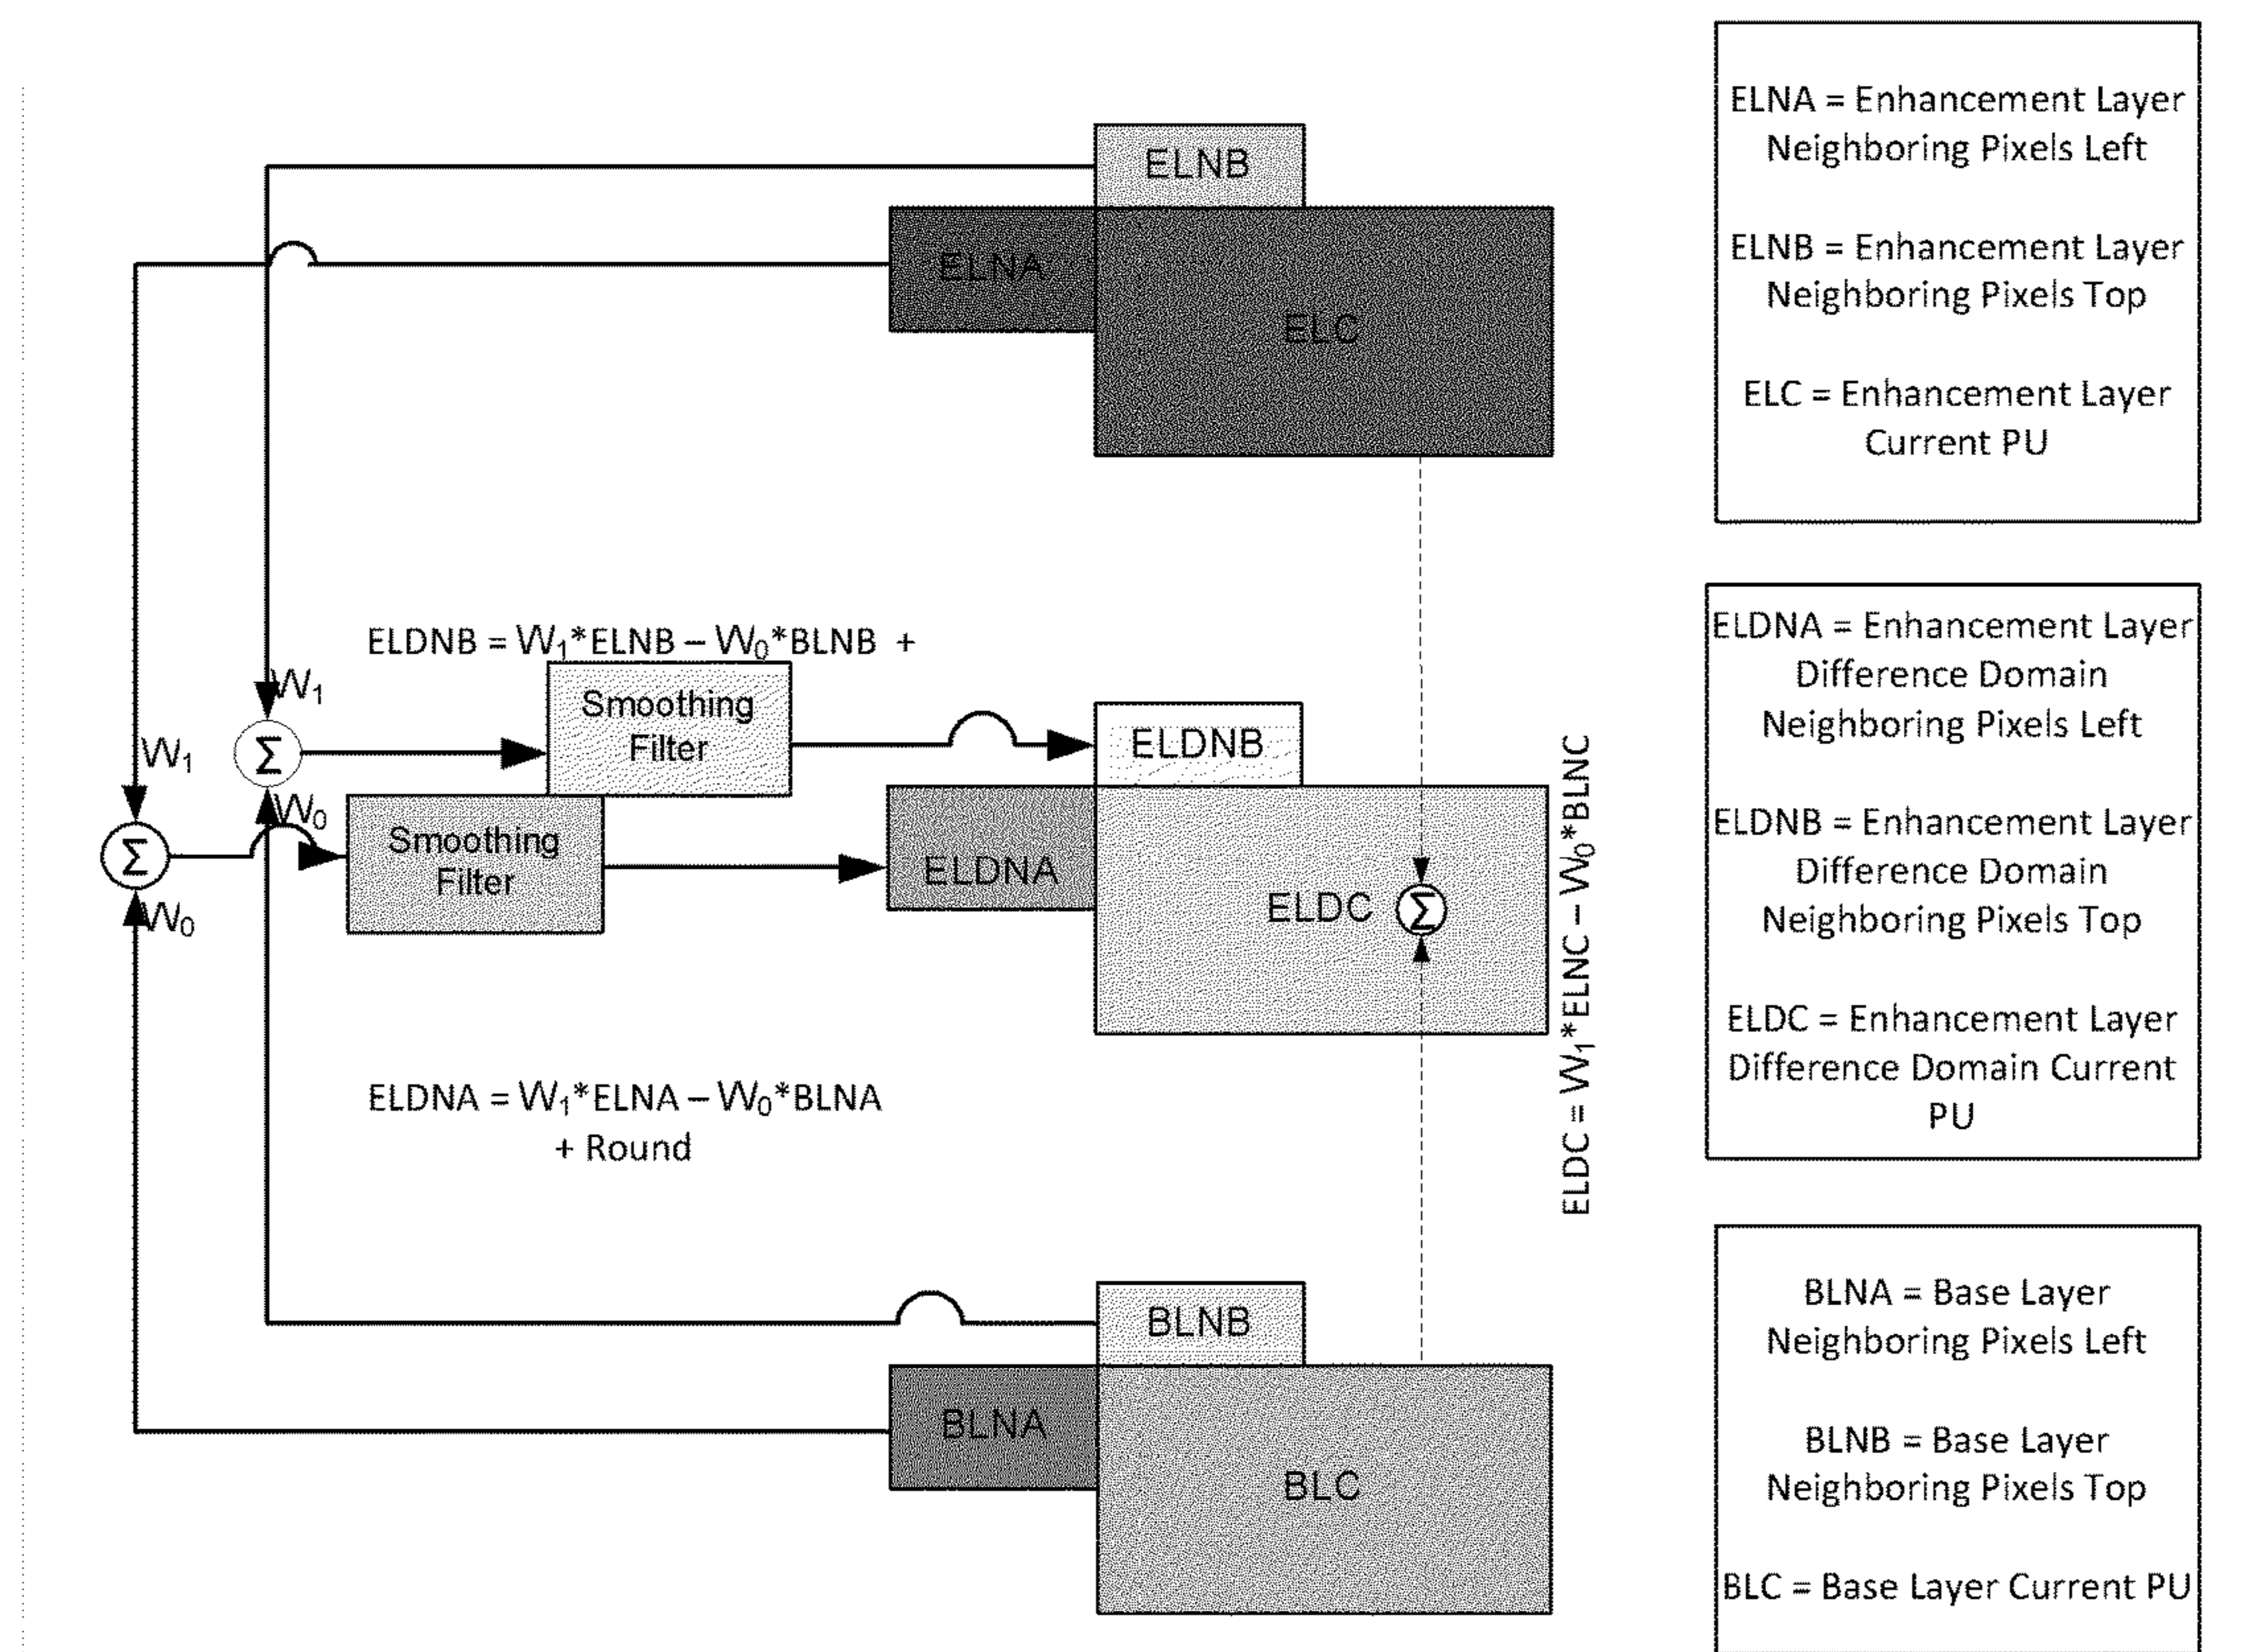 ELNB
ELNA
ELC
ELDNB = W₁*ELNB – W₀*BLNB +
W₁
Smoothing
Filter
Σ
ELDNB
W₁
W₀
Smoothing
Filter
Σ
ELDNA
ELDC
Σ
W₀
ELDC = W₁*ELNC – W₀*BLNC
ELDNA = W₁*ELNA – W₀*BLNA
+ Round
BLNB
BLNA
BLC
ELNA = Enhancement Layer
Neighboring Pixels Left
ELNB = Enhancement Layer
Neighboring Pixels Top
ELC = Enhancement Layer
Current PU
ELDNA = Enhancement Layer
Difference Domain
Neighboring Pixels Left
ELDNB = Enhancement Layer
Difference Domain
Neighboring Pixels Top
ELDC = Enhancement Layer
Difference Domain Current
PU
BLNA = Base Layer
Neighboring Pixels Left
BLNB = Base Layer
Neighboring Pixels Top
BLC = Base Layer Current PU